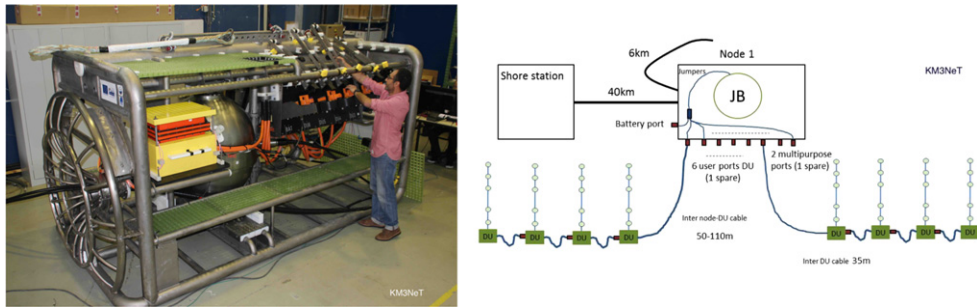 KM3NeT
Node 1
6km
KM3NeT
Shore station
Jumpers
JB
40km
Battery port
6 user ports DU
(1 spare)
2 multipurpose
ports (1 spare)
Inter node-DU cable
50-110m
DU
DU
DU
DU
DU
DU
DU
DU
Inter DU cable 35m